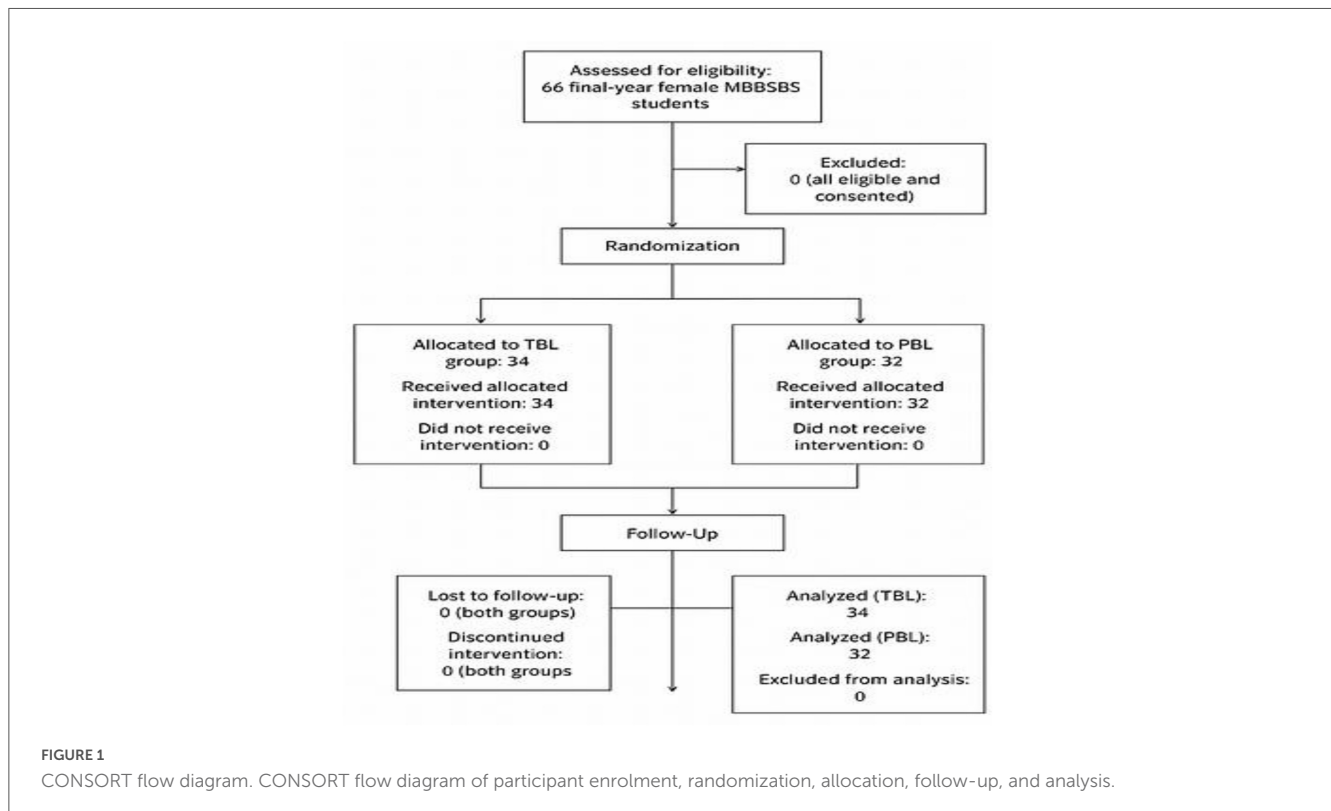 Assessed for eligibility:
66 final-year female MBBSBS
students
Excluded:
0 (all eligible and
consented)
Randomization
Allocated to TBL
group: 34
Received allocated
intervention: 34
Did not receive
intervention: 0
Allocated to PBL
group: 32
Received allocated
intervention: 32
Did not receive
intervention: 0
Follow-Up
Lost to follow-up:
0 (both groups)
Discontinued
intervention:
0 (both groups
Analyzed (TBL):
34
Analyzed (PBL):
32
Excluded from analysis:
0
FIGURE 1
CONSORT flow diagram. CONSORT flow diagram of participant enrolment, randomization, allocation, follow-up, and analysis.